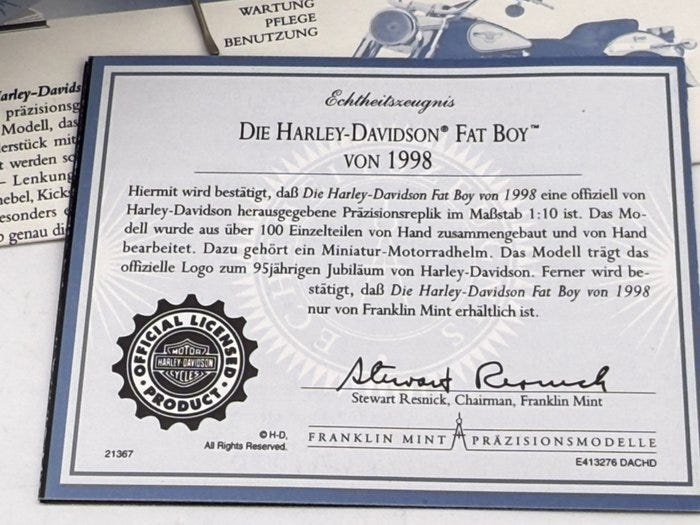 WARTUNG
PFLEGE
BENUTZUNG
arley-Davids
präzisionsg
Modell, das
erstück mit
t werden so
– Lenkung
hebel, Kicks
esonders
o genau die
Echtheitszeugnis
DIE HARLEY-DAVIDSON® FAT BOY™
VON 1998
Hiermit wird bestätigt, daß Die Harley-Davidson Fat Boy von 1998 eine offiziell von
Harley-Davidson herausgegebene Präzisionsreplik im Maßstab 1:10 ist. Das Mo-
dell wurde aus über 100 Einzelteilen von Hand zusammengebaut und von Hand
bearbeitet. Dazu gehört ein Miniatur-Motorradhelm. Das Modell trägt das
offizielle Logo zum 95jährigen Jubiläum von Harley-Davidson. Ferner wird be-
stätigt, daß Die Harley-Davidson Fat Boy von 1998
nur von Franklin Mint erhältlich ist.
OFFICIAL LICENSED
MOTOR
HARLEY-DAVIDSON
CYCLES
PRODUCT
Stewart Resnick
Stewart Resnick, Chairman, Franklin Mint
© H-D,
All Rights Reserved.
FRANKLIN MINT PRÄZISIONSMODELLE
21367
E413276 DACHD